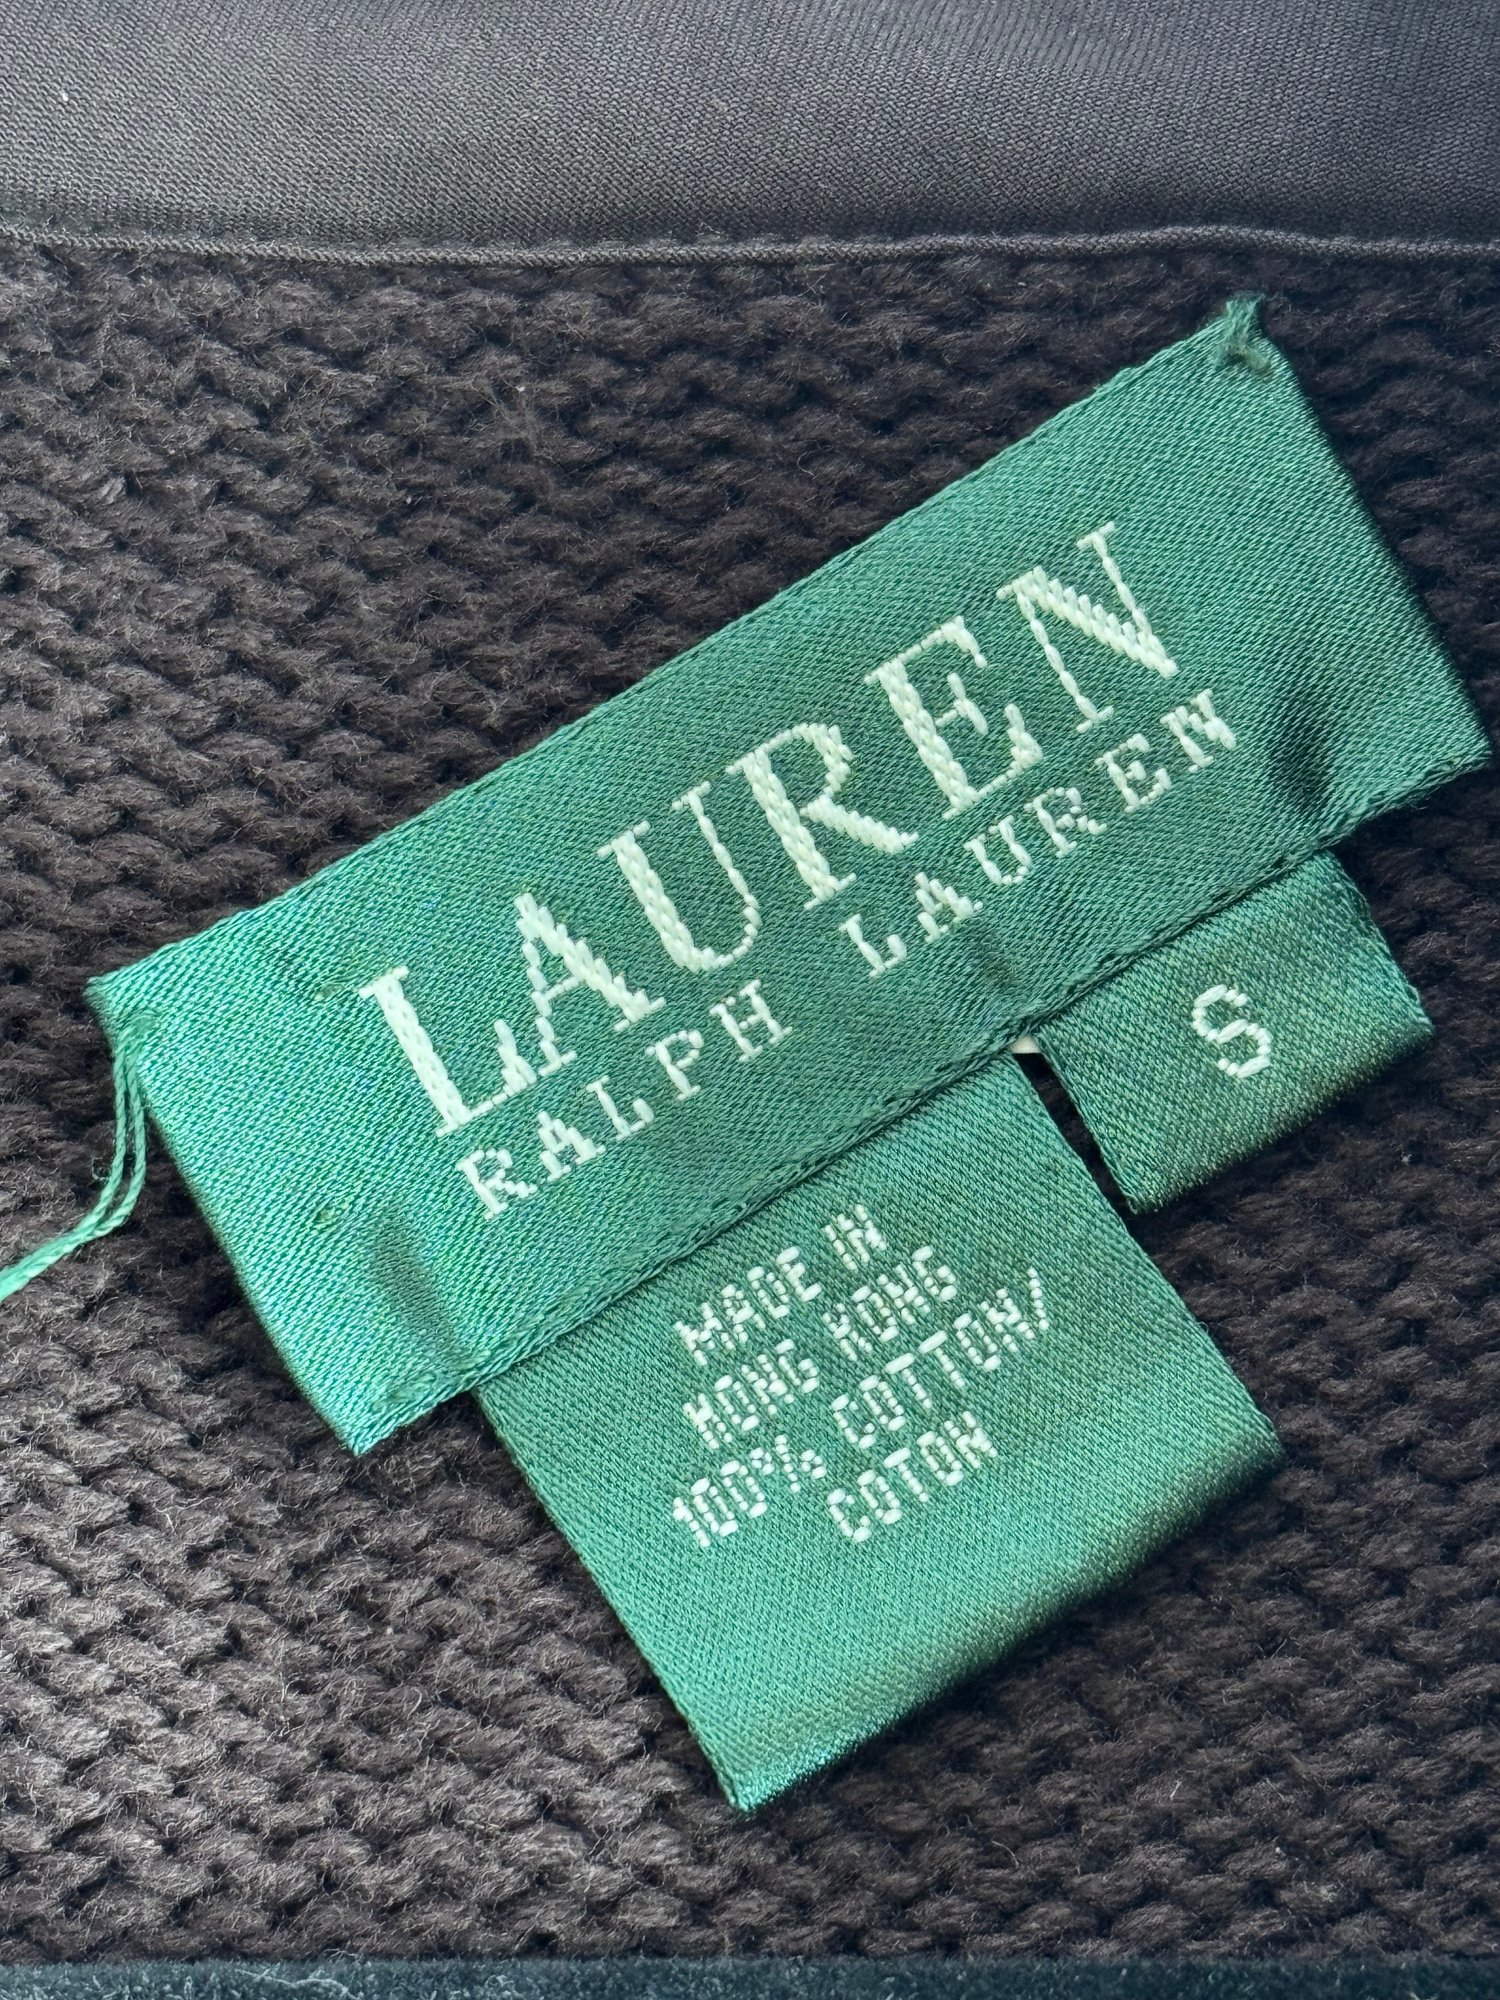 LAUREN
RALPH LAUREN
S
MADE IN
HONG KONG
100% COTTON/
COTON